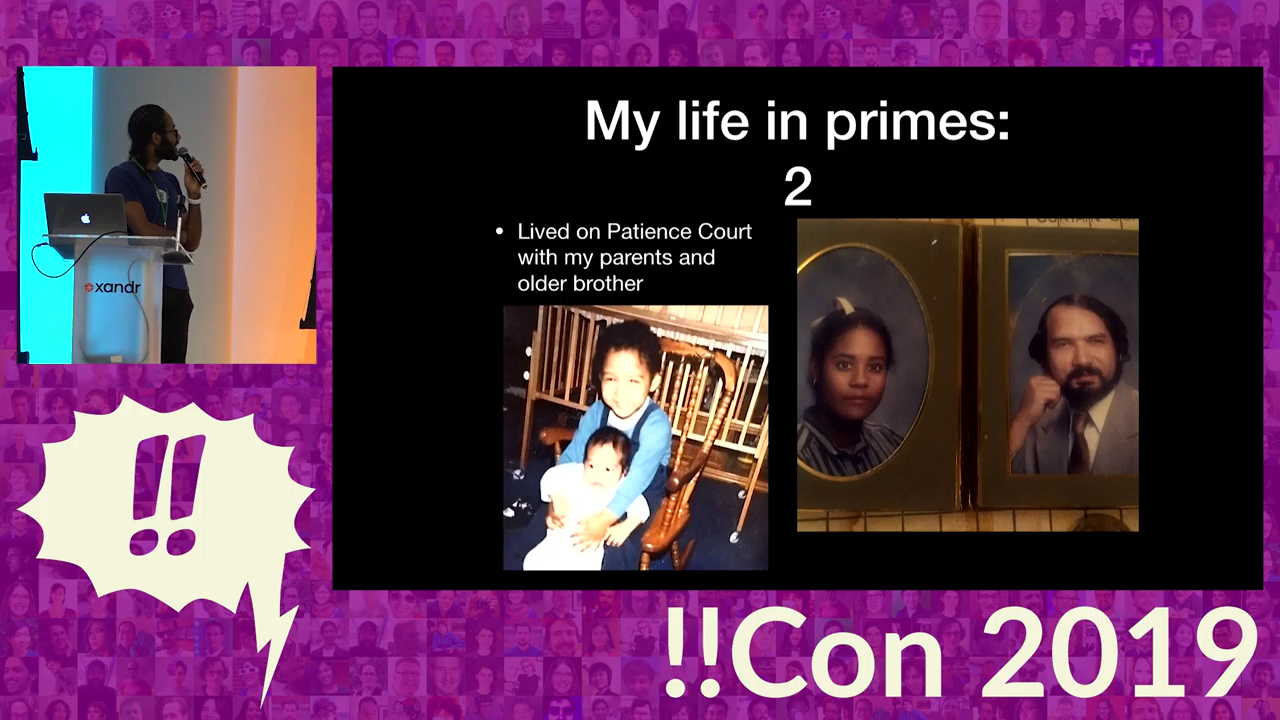 My life in primes:
2
• Lived on Patience Court
with my parents and
older brother
xandr
!!
!!Con 2019